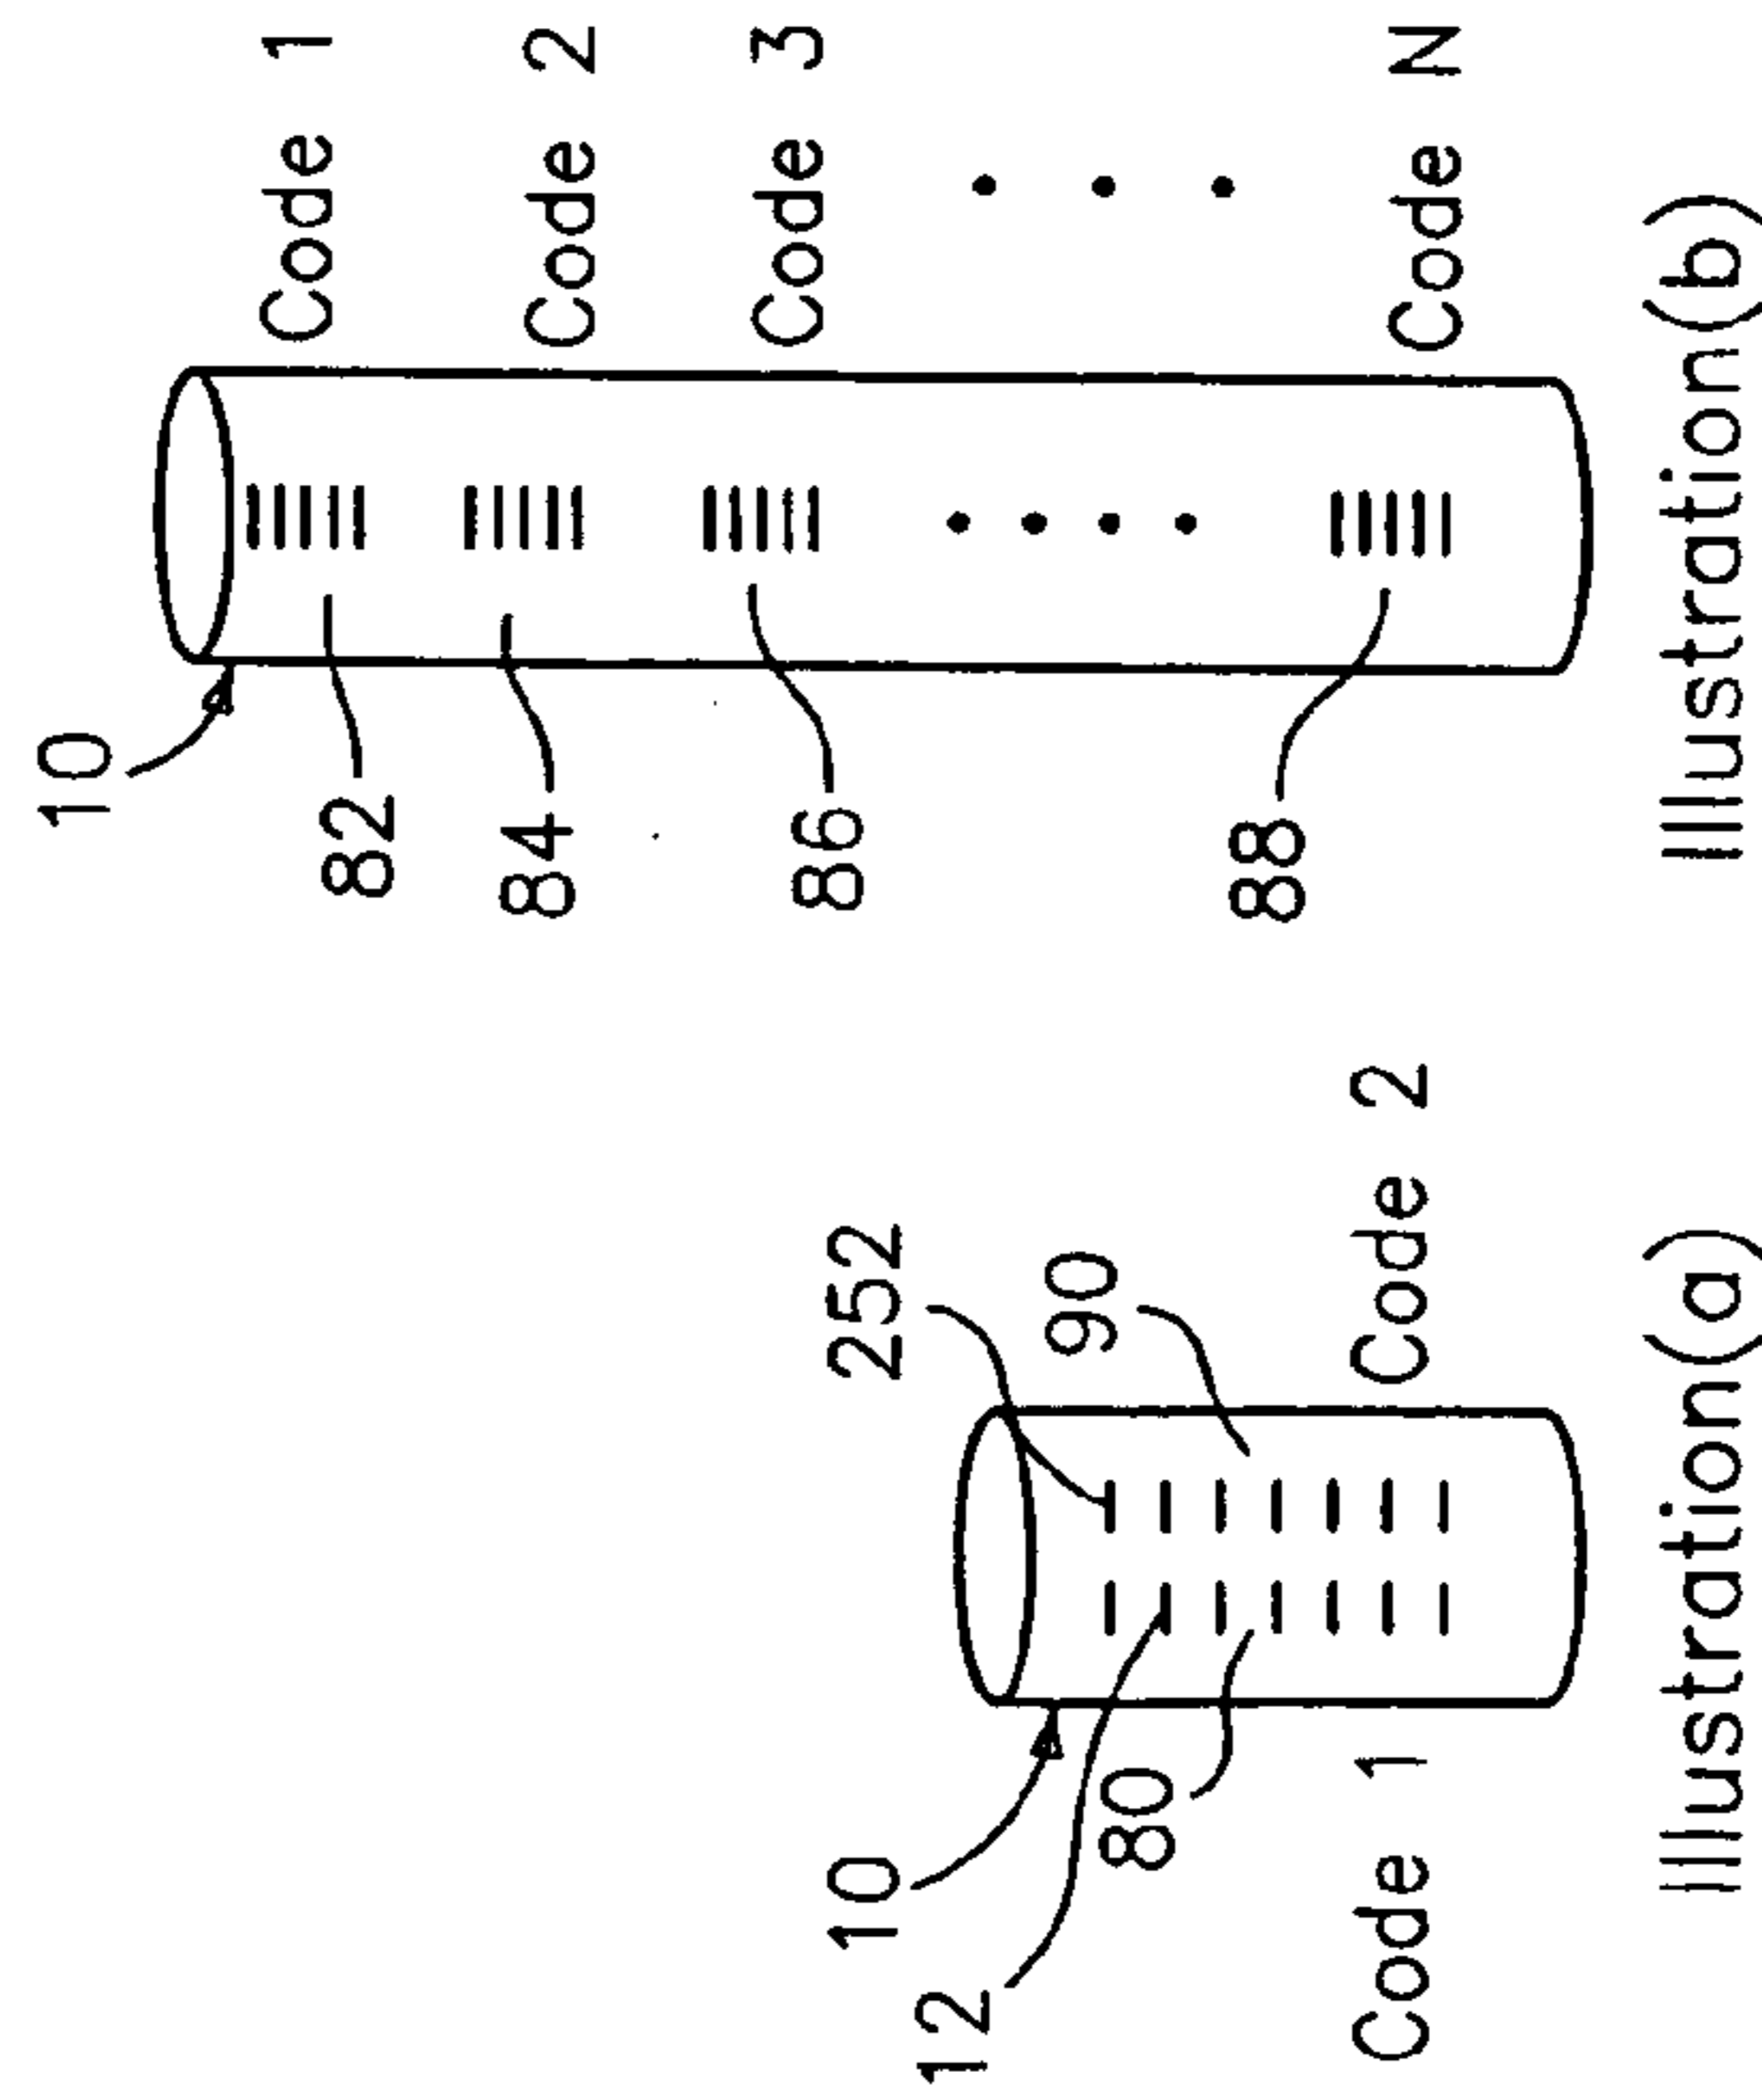 10
252
12
90
80
Code 1
Code 2
Illustration(a)
10
Code 1
82
84
Code 2
Code 3
86
88
Code N
Illustration(b)